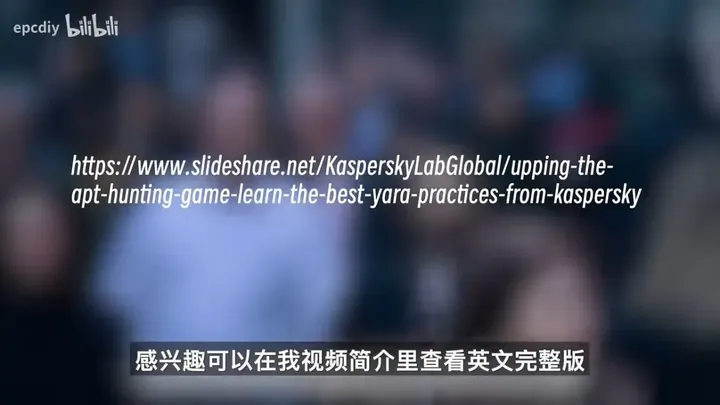 epcdiy bilibili
https://www.slideshare.net/KasperskyLabGlobal/upping-the-
apt-hunting-game-learn-the-best-yara-practices-from-kaspersky
感兴趣可以在我视频简介里查看英文完整版